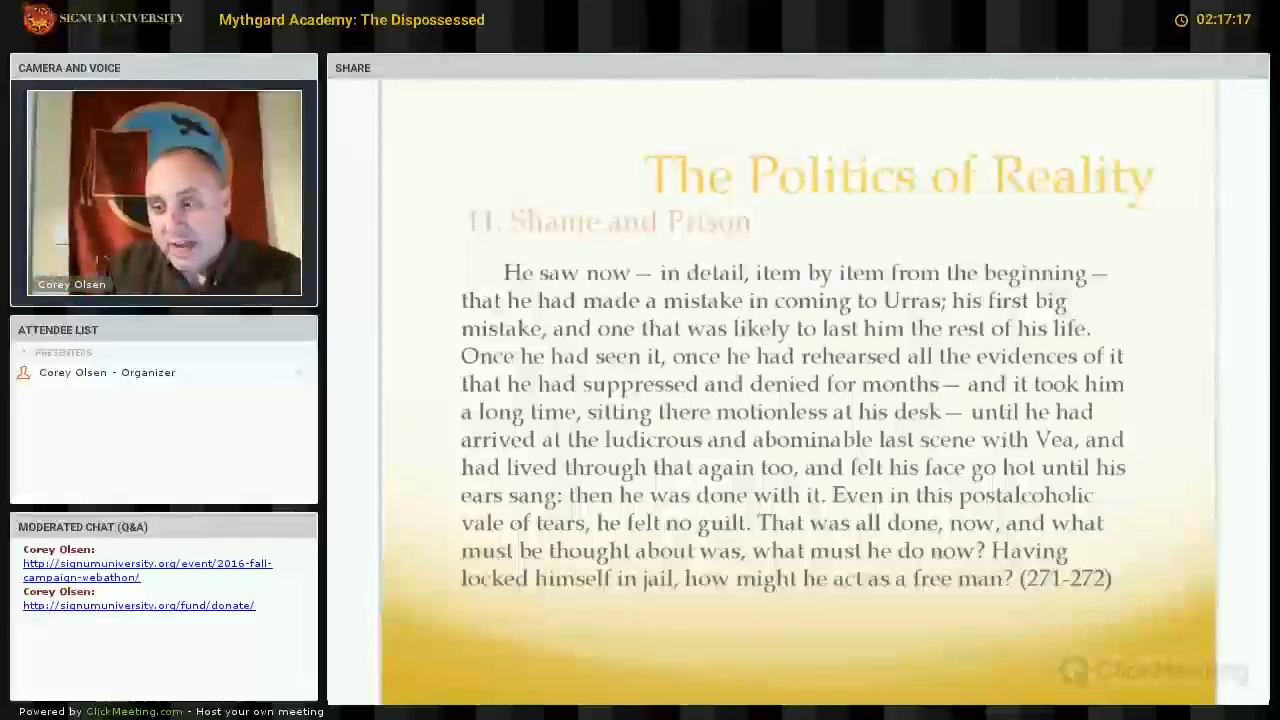 SIGNUM UNIVERSITY
Mythgard Academy: The Dispossessed
02:17:17
CAMERA AND VOICE
Corey Olsen
ATTENDEE LIST
PRESENTERS
Corey Olsen - Organizer
MODERATED CHAT (Q&A)
Corey Olsen:
http://signumuniversity.org/event/2016-fall-
campaign-webathon/
Corey Olsen:
http://signumuniversity.org/fund/donate/
SHARE
The Politics of Reality
11. Shame and Prison
He saw now — in detail, item by item from the beginning —
that he had made a mistake in coming to Urras; his first big
mistake, and one that was likely to last him the rest of his life.
Once he had seen it, once he had rehearsed all the evidences of it
that he had suppressed and denied for months — and it took him
a long time, sitting there motionless at his desk — until he had
arrived at the ludicrous and abominable last scene with Vea, and
had lived through that again too, and felt his face go hot until his
ears sang: then he was done with it. Even in this postalcoholic
vale of tears, he felt no guilt. That was all done, now, and what
must be thought about was, what must he do now? Having
locked himself in jail, how might he act as a free man? (271-272)
ClickMeeting
Powered by ClickMeeting.com - Host your own meeting